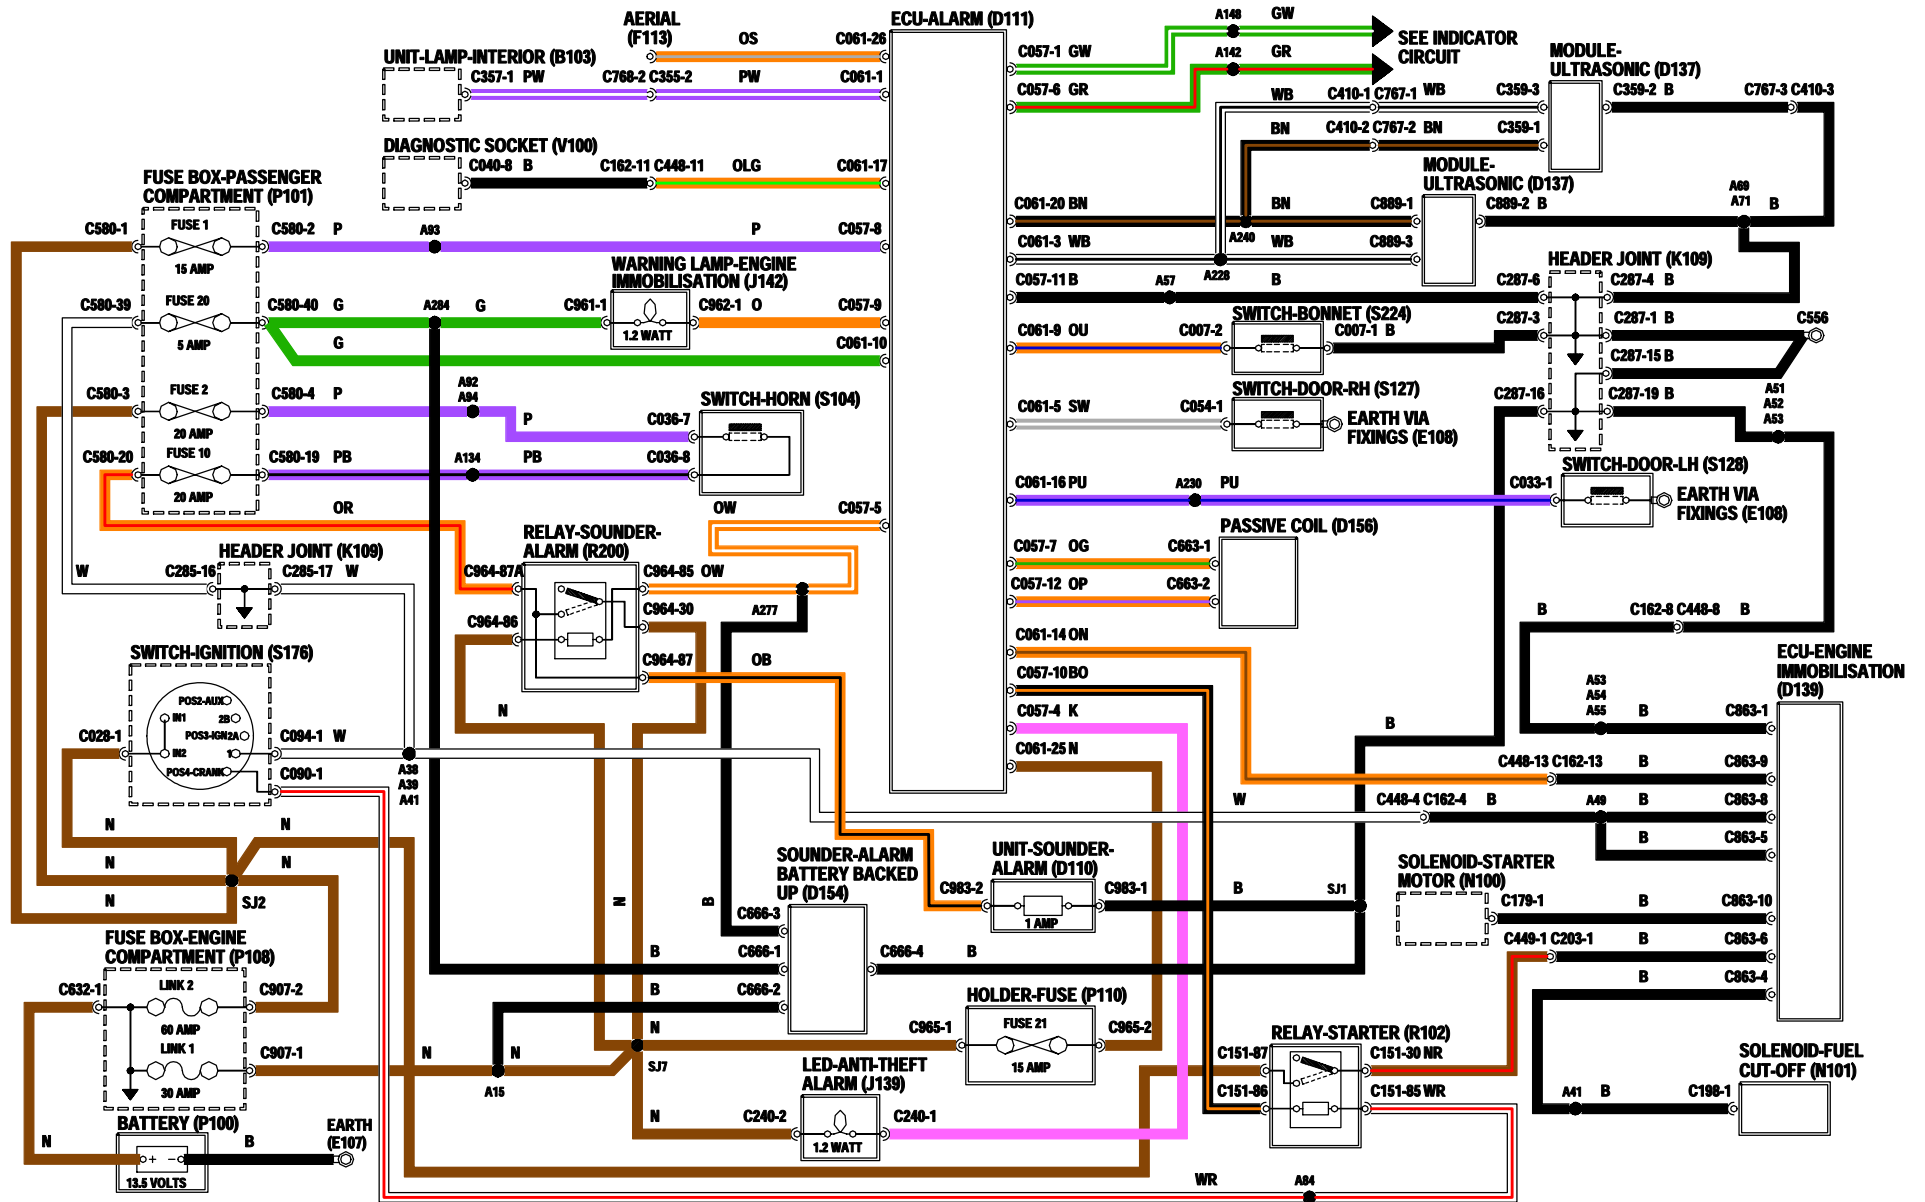 AERIAL
(F113)
OS
C061-26
ECU-ALARM (D111)
UNIT-LAMP-INTERIOR (B103)
C357-1 PW
C768-2 C355-2
PW
C061-1
DIAGNOSTIC SOCKET (V100)
C040-8 B
C162-11 C448-11
OLG
C061-17
FUSE BOX-PASSENGER
COMPARTMENT (P101)
C580-1
FUSE 1
15 AMP
C580-2 P
A93
P
C057-8
WARNING LAMP-ENGINE
IMMOBILISATION (J142)
C580-39
FUSE 20
5 AMP
C580-40 G
A284
G
C961-1
1.2 WATT
C962-1 O
C057-9
G
C061-10
C580-3
FUSE 2
20 AMP
C580-4 P
A92
A94
P
C036-7
SWITCH-HORN (S104)
C580-20
FUSE 10
20 AMP
C580-19 PB
A134
PB
C036-8
OR
OW
C057-5
RELAY-SOUNDER-
ALARM (R200)
C964-87A
C964-85 OW
C964-30
C964-86
C964-87
OB
A277
N
HEADER JOINT (K109)
W
C285-16
C285-17 W
SWITCH-IGNITION (S176)
POS2-AUX
IN1
2B
POS3-IGN
2A
IN2
1
POS4-CRANK
C028-1
C094-1 W
C090-1
A38
A39
A41
N
N
N
N
N
SJ2
FUSE BOX-ENGINE
COMPARTMENT (P108)
C632-1
LINK 2
60 AMP
C907-2
LINK 1
30 AMP
C907-1
N
N
A15
BATTERY (P100)
N
+ −
13.5 VOLTS
B
EARTH
(E107)
N
B
SOUNDER-ALARM
BATTERY BACKED
UP (D154)
C666-3
B
C666-1
C666-4
B
B
C666-2
N
SJ7
N
LED-ANTI-THEFT
ALARM (J139)
C240-2
1.2 WATT
C240-1
UNIT-SOUNDER-
ALARM (D110)
C983-2
1 AMP
C983-1
B
SJ1
HOLDER-FUSE (P110)
C965-1
FUSE 21
15 AMP
C965-2
A148
GW
C057-1 GW
A142
GR
C057-6 GR
SEE INDICATOR
CIRCUIT
MODULE-
ULTRASONIC (D137)
WB
C410-1 C767-1 WB
C359-3
C359-2 B
C767-3 C410-3
BN
C410-2 C767-2 BN
C359-1
MODULE-
ULTRASONIC (D137)
C061-20 BN
BN
C889-1
C889-2 B
A69
A71
B
A240
C061-3 WB
WB
C889-3
A228
HEADER JOINT (K109)
C057-11 B
A57
B
C287-6
C287-4 B
SWITCH-BONNET (S224)
C061-9 OU
C007-2
C007-1 B
C287-3
C287-1 B
C556
C287-15 B
SWITCH-DOOR-RH (S127)
C061-5 SW
C054-1
EARTH VIA
FIXINGS (E108)
C287-16
C287-19 B
A51
A52
A53
SWITCH-DOOR-LH (S128)
C061-16 PU
A230
PU
C033-1
EARTH VIA
FIXINGS (E108)
PASSIVE COIL (D156)
C057-7 OG
C663-1
C057-12 OP
C663-2
B
C162-8 C448-8
B
C061-14 ON
C057-10 BO
C057-4 K
C061-25 N
ECU-ENGINE
IMMOBILISATION
(D139)
A53
A54
A55
B
C863-1
B
C448-13 C162-13
B
C863-9
W
C448-4 C162-4
B
A49
B
C863-8
B
C863-5
SOLENOID-STARTER
MOTOR (N100)
C179-1
B
C863-10
C449-1 C203-1
B
C863-6
B
C863-4
RELAY-STARTER (R102)
C151-87
C151-30 NR
C151-86
C151-85 WR
SOLENOID-FUEL
CUT-OFF (N101)
A41
B
C198-1
WR
A84